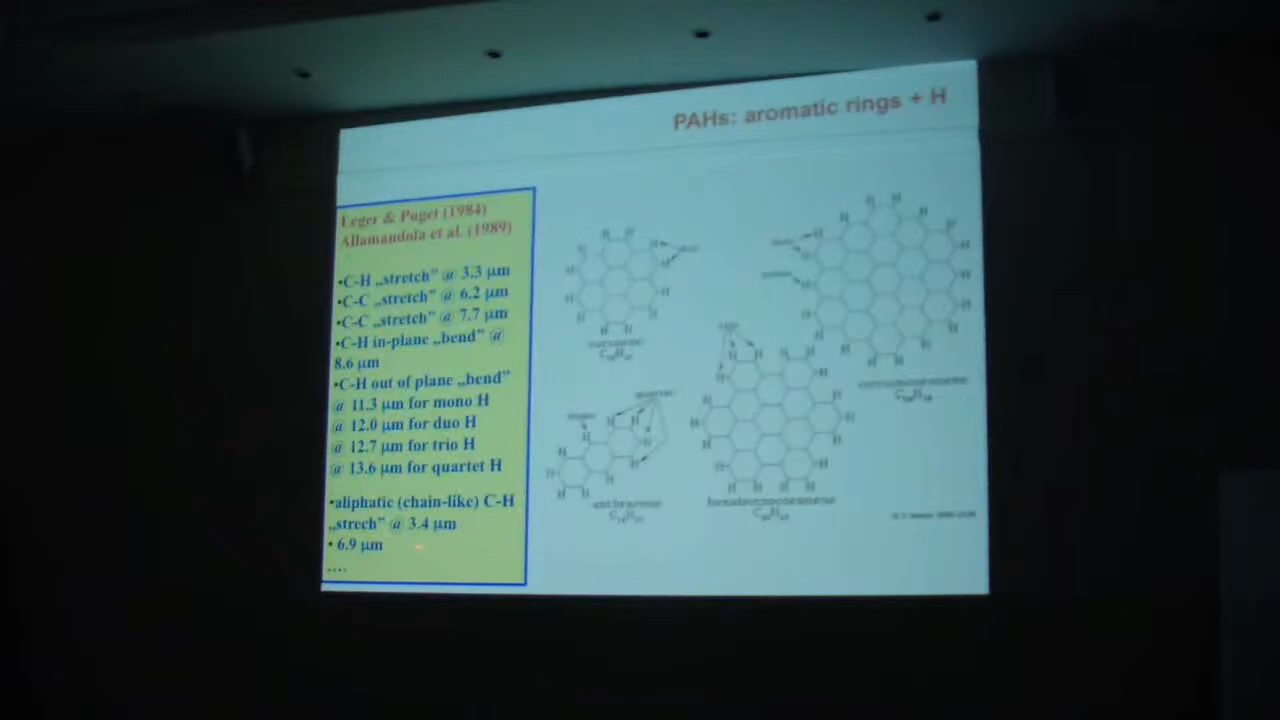 PAHs: aromatic rings + H
Leger & Puget (1984)
Allamandola et al. (1989)
•C-H „stretch” @ 3.3 µm
•C-C „stretch” @ 6.2 µm
•C-C „stretch” @ 7.7 µm
•C-H in-plane „bend” @
8.6 µm
•C-H out of plane „bend”
@ 11.3 µm for mono H
@ 12.0 µm for duo H
@ 12.7 µm for trio H
@ 13.6 µm for quartet H
•aliphatic (chain-like) C-H
„strech” @ 3.4 µm
• 6.9 µm
....
coronene
anthracene
hexabenzocoronene